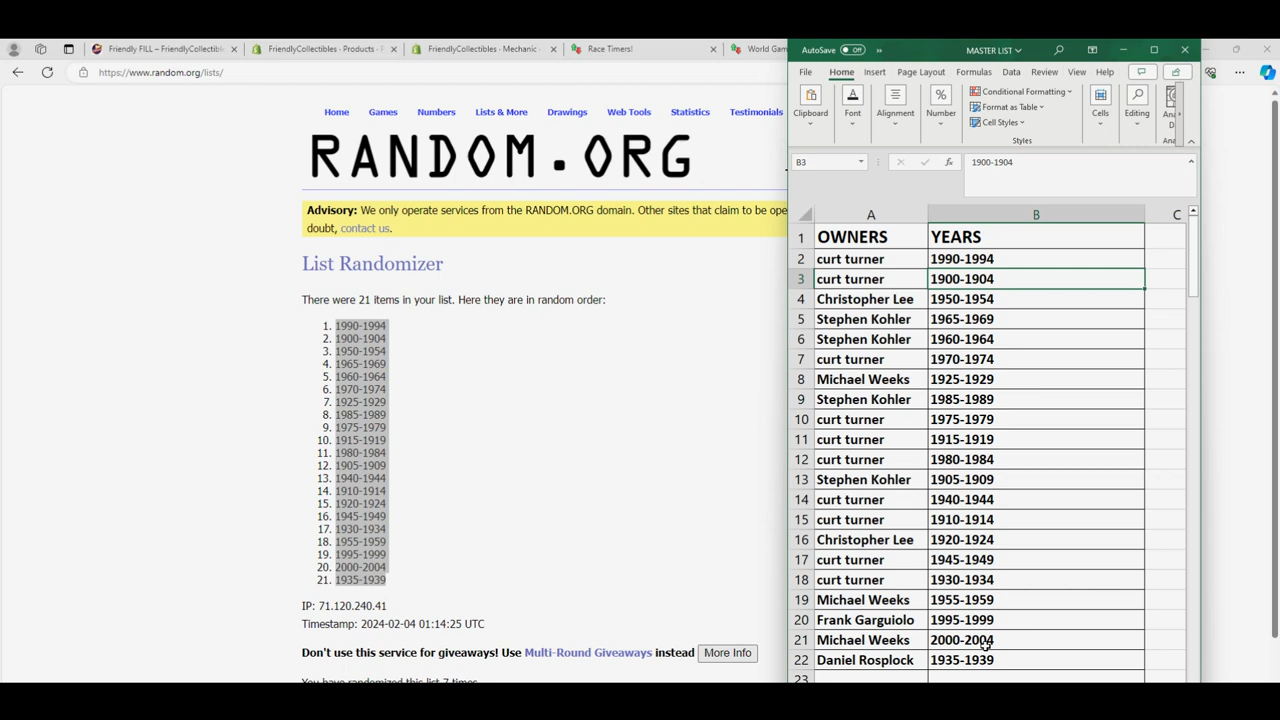 Friendly FILL – FriendlyCollectible
FriendlyCollectibles - Products - F
FriendlyCollectibles - Mechanic -
Race Timers!
World Gam
https://www.random.org/lists/
Home Games Numbers Lists & More Drawings Web Tools Statistics Testimonials
RANDOM.ORG
Advisory: We only operate services from the RANDOM.ORG domain. Other sites that claim to be ope
doubt, contact us.
List Randomizer
There were 21 items in your list. Here they are in random order:
1. 1990-1994
2. 1900-1904
3. 1950-1954
4. 1965-1969
5. 1960-1964
6. 1970-1974
7. 1925-1929
8. 1985-1989
9. 1975-1979
10. 1915-1919
11. 1980-1984
12. 1905-1909
13. 1940-1944
14. 1910-1914
15. 1920-1924
16. 1945-1949
17. 1930-1934
18. 1955-1959
19. 1995-1999
20. 2000-2004
21. 1935-1939
IP: 71.120.240.41
Timestamp: 2024-02-04 01:14:25 UTC
Don't use this service for giveaways! Use Multi-Round Giveaways instead More Info
You have randomized this list 7 times
AutoSave Off » MASTER LIST
File Home Insert Page Layout Formulas Data Review View Help
Clipboard Font Alignment Number
Conditional Formatting
Format as Table
Cell Styles
Styles
Cells Editing
B3 fx 1900-1904
A B C
1 OWNERS YEARS
2 curt turner 1990-1994
3 curt turner 1900-1904
4 Christopher Lee 1950-1954
5 Stephen Kohler 1965-1969
6 Stephen Kohler 1960-1964
7 curt turner 1970-1974
8 Michael Weeks 1925-1929
9 Stephen Kohler 1985-1989
10 curt turner 1975-1979
11 curt turner 1915-1919
12 curt turner 1980-1984
13 Stephen Kohler 1905-1909
14 curt turner 1940-1944
15 curt turner 1910-1914
16 Christopher Lee 1920-1924
17 curt turner 1945-1949
18 curt turner 1930-1934
19 Michael Weeks 1955-1959
20 Frank Garguiolo 1995-1999
21 Michael Weeks 2000-2004
22 Daniel Rosplock 1935-1939
23